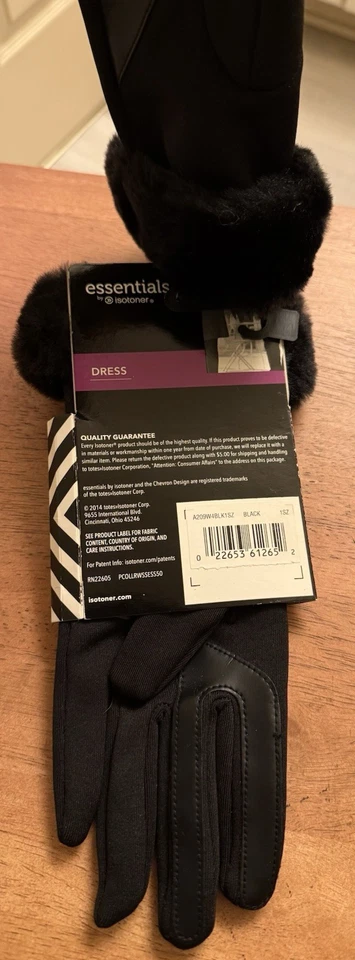 essentials
by isotoner®
DRESS
QUALITY GUARANTEE
Every Isotoner® product should be of the highest quality. If this product proves to be defective
in materials or workmanship within one year from date of purchase, we will replace it with a
similar item. Please return the defective product along with $5.00 for shipping and handling
to totes»Isotoner Corporation, "Attention: Consumer Affairs" to the address on this package.
essentials by isotoner and the Chevron Design are registered trademarks
of the totes»Isotoner Corp.
© 2014 totes»Isotoner Corp.
9655 International Blvd.
Cincinnati, Ohio 45246
SEE PRODUCT LABEL FOR FABRIC
CONTENT, COUNTRY OF ORIGIN, AND
CARE INSTRUCTIONS.
For Patent Info: isotoner.com/patents
RN22605 PCOLLRWSSESS50
isotoner.com
A209W4BLK1SZ BLACK 1SZ
0 22653 61265 2